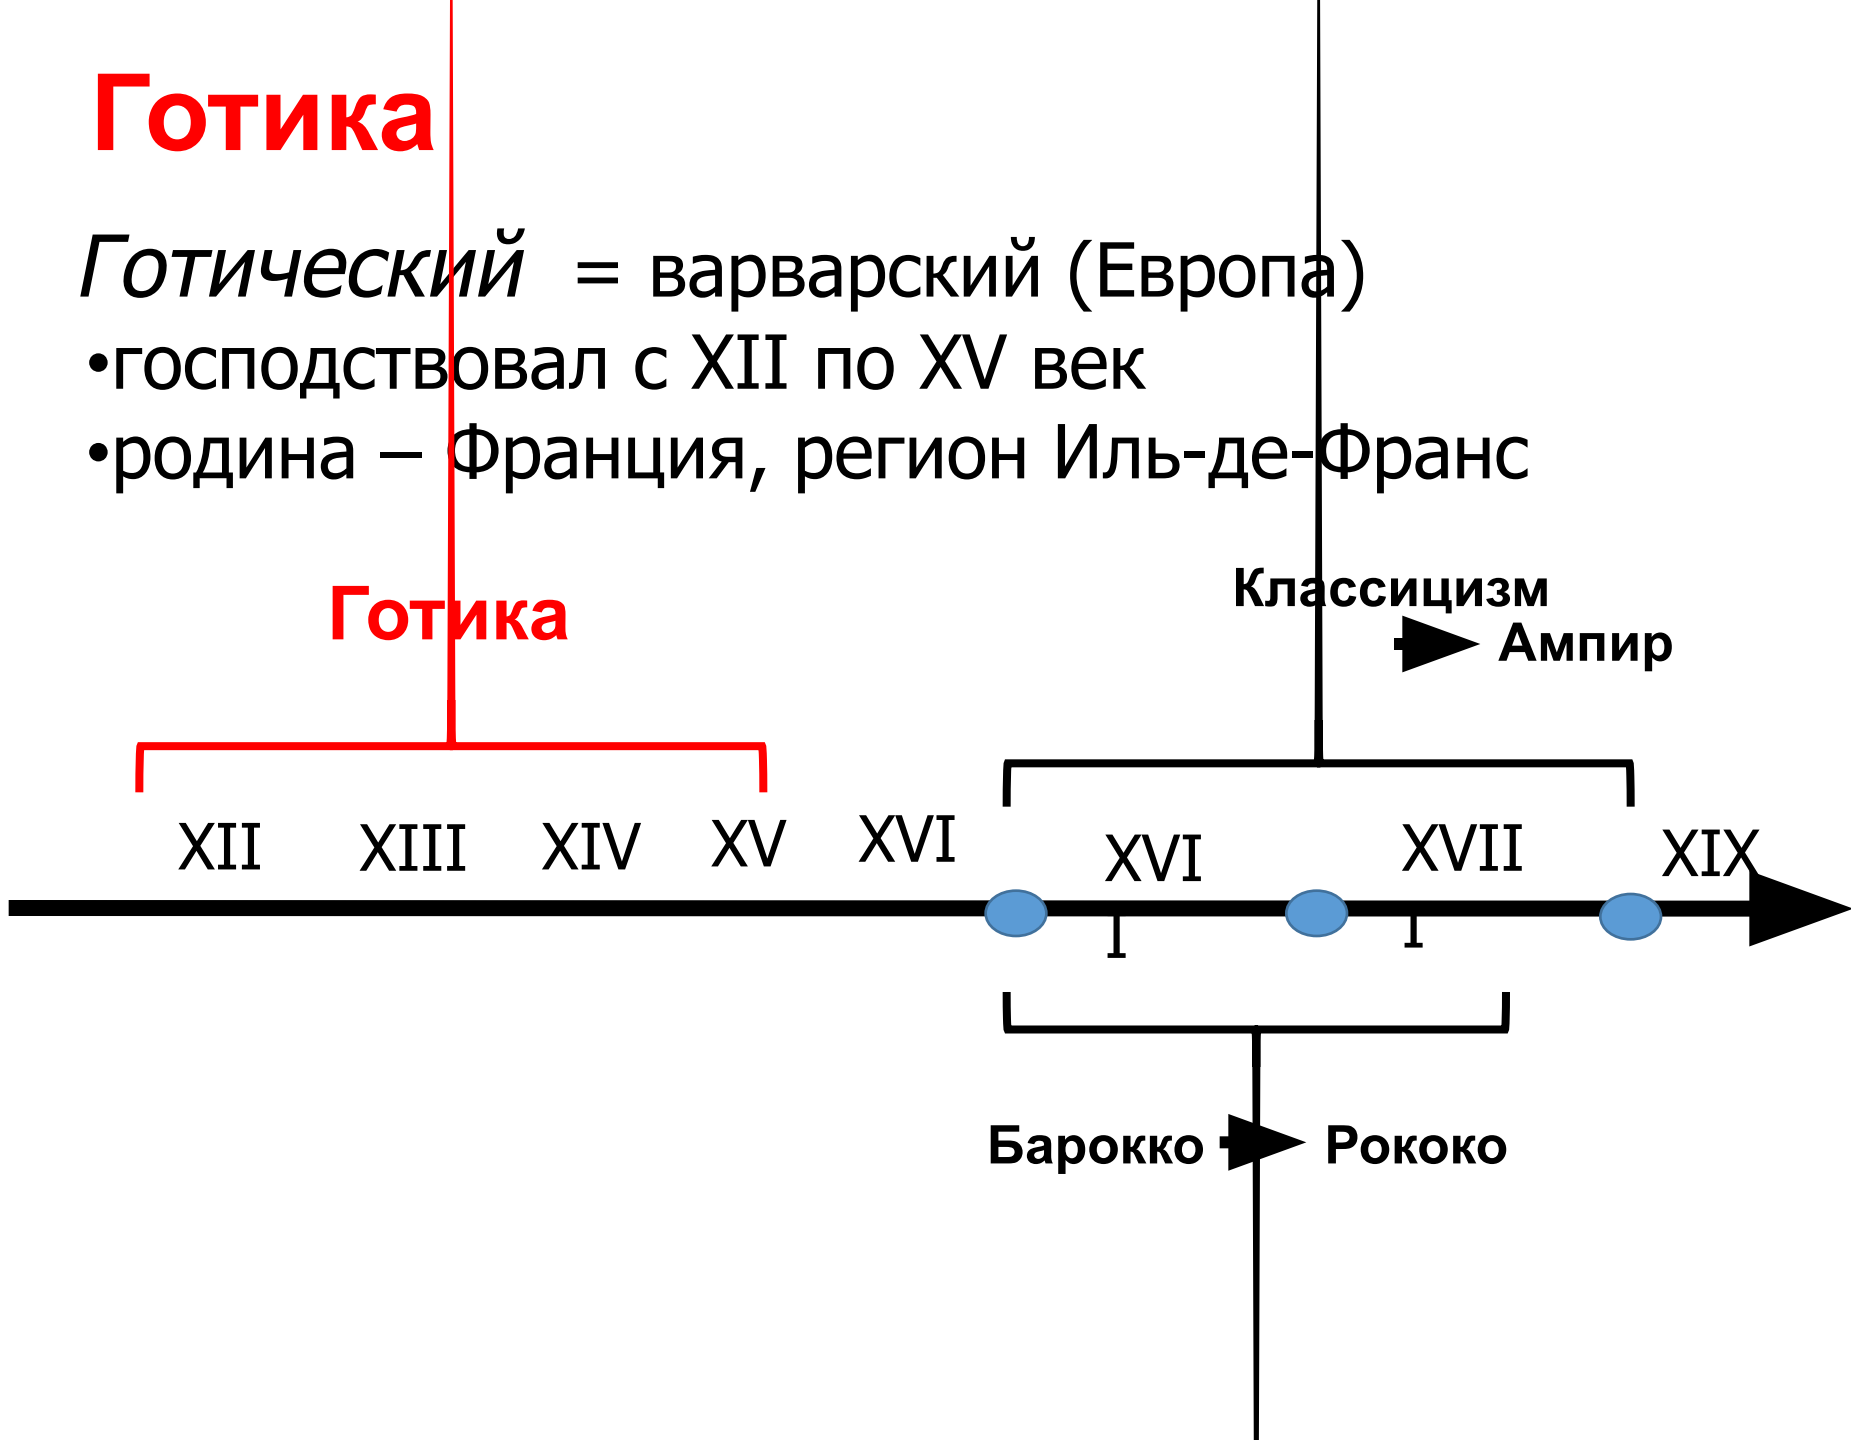 Готика
Готический = варварский (Европа)
•господствовал с XII по XV век
•родина – Франция, регион Иль-де-Франс
Готика
Классицизм
Ампир
XII XIII XIV XV XVI XVI XVII XIX
I I
Барокко Рококо